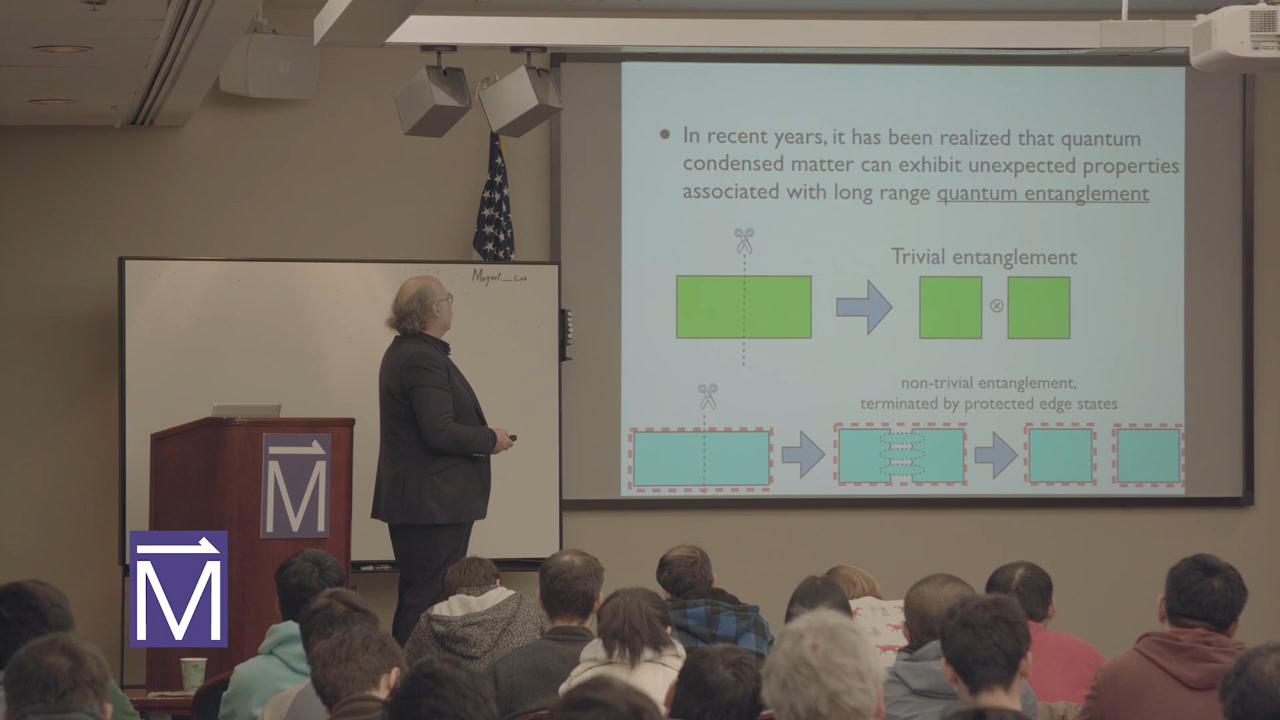 • In recent years, it has been realized that quantum
condensed matter can exhibit unexpected properties
associated with long range quantum entanglement
Trivial entanglement
⊗
non-trivial entanglement,
terminated by protected edge states
Magnet__Lab
M
M